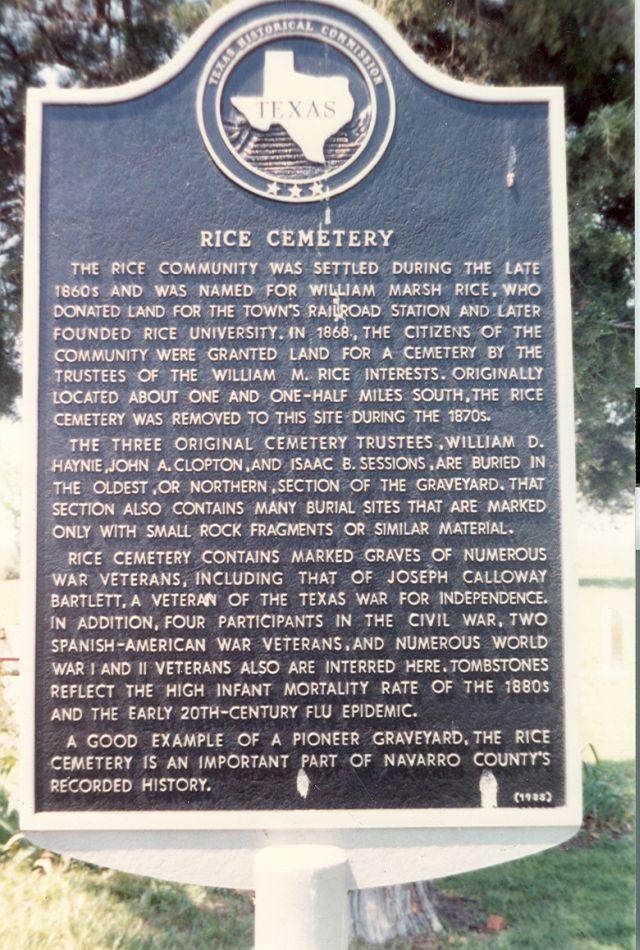 TEXAS HISTORICAL COMMISSION
TEXAS
RICE CEMETERY
THE RICE COMMUNITY WAS SETTLED DURING THE LATE
1860s AND WAS NAMED FOR WILLIAM MARSH RICE, WHO
DONATED LAND FOR THE TOWN'S RAILROAD STATION AND LATER
FOUNDED RICE UNIVERSITY. IN 1868, THE CITIZENS OF THE
COMMUNITY WERE GRANTED LAND FOR A CEMETERY BY THE
TRUSTEES OF THE WILLIAM M. RICE INTERESTS. ORIGINALLY
LOCATED ABOUT ONE AND ONE-HALF MILES SOUTH, THE RICE
CEMETERY WAS REMOVED TO THIS SITE DURING THE 1870s.
THE THREE ORIGINAL CEMETERY TRUSTEES, WILLIAM D.
HAYNIE, JOHN A. CLOPTON, AND ISAAC B. SESSIONS, ARE BURIED IN
THE OLDEST, OR NORTHERN, SECTION OF THE GRAVEYARD. THAT
SECTION ALSO CONTAINS MANY BURIAL SITES THAT ARE MARKED
ONLY WITH SMALL ROCK FRAGMENTS OR SIMILAR MATERIAL.
RICE CEMETERY CONTAINS MARKED GRAVES OF NUMEROUS
WAR VETERANS, INCLUDING THAT OF JOSEPH CALLOWAY
BARTLETT, A VETERAN OF THE TEXAS WAR FOR INDEPENDENCE.
IN ADDITION, FOUR PARTICIPANTS IN THE CIVIL WAR, TWO
SPANISH-AMERICAN WAR VETERANS, AND NUMEROUS WORLD
WAR I AND II VETERANS ALSO ARE INTERRED HERE. TOMBSTONES
REFLECT THE HIGH INFANT MORTALITY RATE OF THE 1880s
AND THE EARLY 20TH-CENTURY FLU EPIDEMIC.
A GOOD EXAMPLE OF A PIONEER GRAVEYARD, THE RICE
CEMETERY IS AN IMPORTANT PART OF NAVARRO COUNTY'S
RECORDED HISTORY.
(1988)